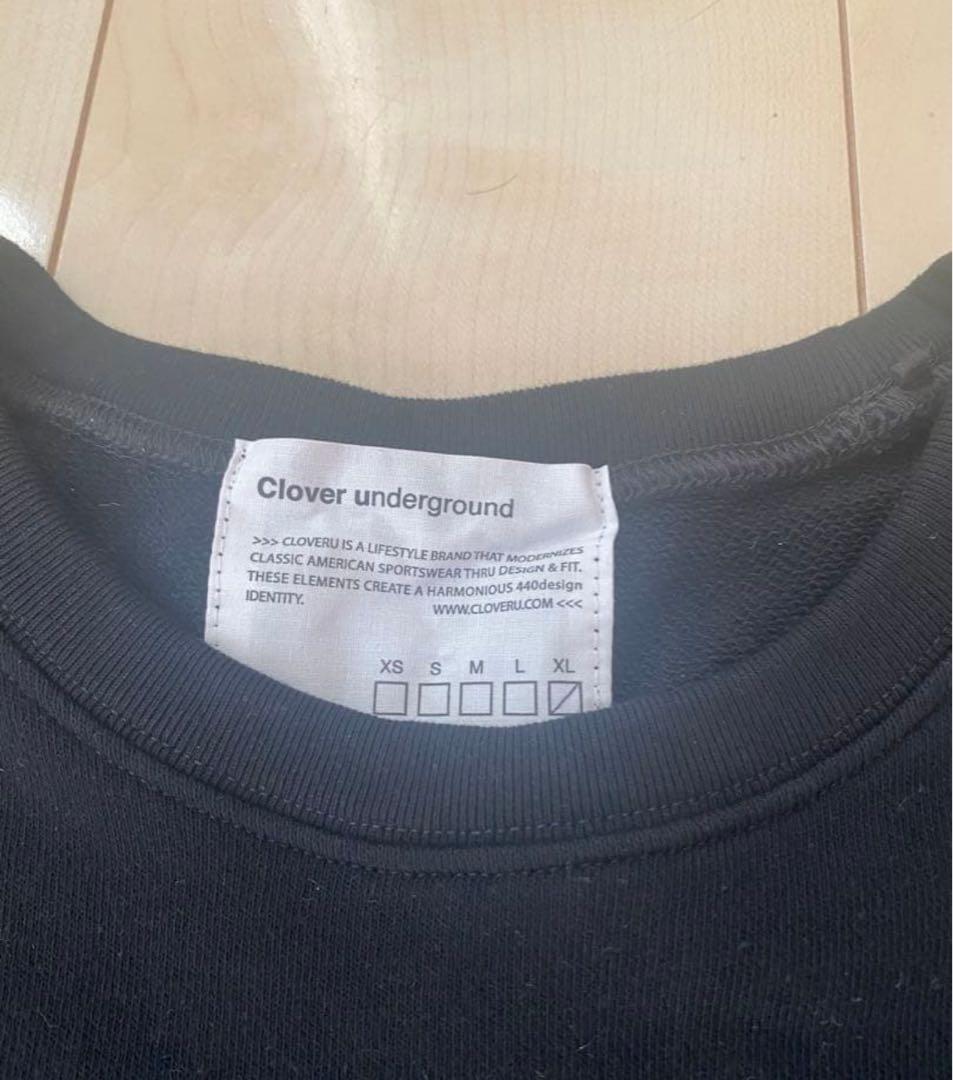 Clover underground
>>> CLOVERU IS A LIFESTYLE BRAND THAT MODERNIZES
CLASSIC AMERICAN SPORTSWEAR THRU DESIGN & FIT.
THESE ELEMENTS CREATE A HARMONIOUS 440design
IDENTITY. WWW.CLOVERU.COM <<<
XS S M L XL